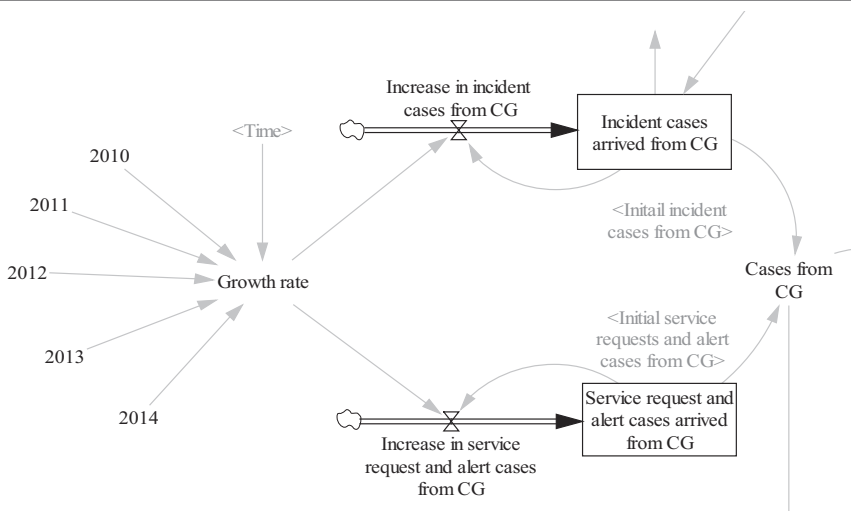 Increase in incident
cases from CG
Incident cases
arrived from CG
<Time>
2010
2011
<Initail incident
cases from CG>
2012
Growth rate
Cases from
CG
<Initial service
requests and alert
cases from CG>
2013
2014
Service request and
alert cases arrived
from CG
Increase in service
request and alert cases
from CG